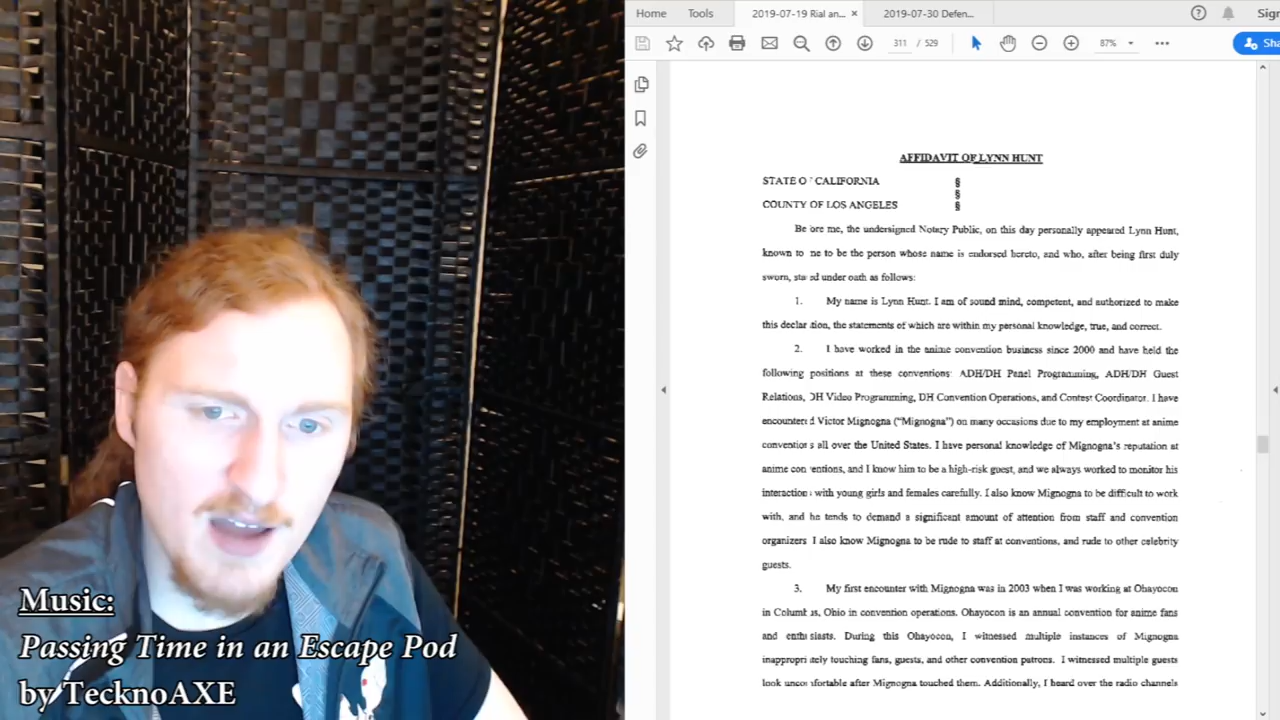 Home Tools 2019-07-19 Rial an... × 2019-07-30 Defen... Sign
311 / 529 87% Sha
AFFIDAVIT OF LYNN HUNT
STATE O CALIFORNIA §
§
COUNTY OF LOS ANGELES §
Be ore me, the undersigned Notary Public, on this day personally appeared Lynn Hunt,
known to ne to be the person whose name is endorsed hereto, and who, after being first duly
sworn, sta ed under oath as follows:
1. My name is Lynn Hunt. I am of sound mind, competent, and authorized to make
this declar tion, the statements of which are within my personal knowledge, true, and correct.
2. I have worked in the anime convention business since 2000 and have held the
following positions at these conventions: ADH/DH Panel Programming, ADH/DH Guest
Relations, DH Video Programming, DH Convention Operations, and Contest Coordinator. I have
encountere d Victor Mignogna ("Mignogna") on many occasions due to my employment at anime
convention s all over the United States. I have personal knowledge of Mignogna's reputation at
anime con entions, and I know him to be a high-risk guest, and we always worked to monitor his
interaction s with young girls and females carefully. I also know Mignogna to be difficult to work
with, and he tends to demand a significant amount of attention from staff and convention
organizers I also know Mignogna to be rude to staff at conventions, and rude to other celebrity
guests.
3. My first encounter with Mignogna was in 2003 when I was working at Ohayocon
in Columb us, Ohio in convention operations. Ohayocon is an annual convention for anime fans
and enthu siasts. During this Ohayocon, I witnessed multiple instances of Mignogna
inappropri ately touching fans, guests, and other convention patrons. I witnessed multiple guests
look uncor nfortable after Mignogna touched them. Additionally, I heard over the radio channels
Music:
Passing Time in an Escape Pod
by TecknoAXE